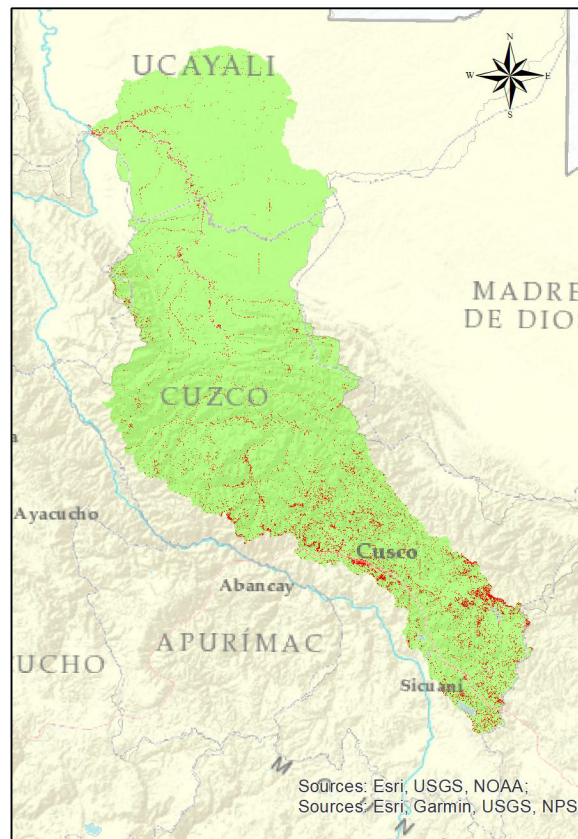 UCAYALI
N
W
E
S
MADRE
DE DIO
CUZCO
a
Ayacucho
Cusco
Abancay
APURÍMAC
UCHO
Sicuani
M
O
U
N
Sources: Esri, USGS, NOAA;
Sources: Esri, Garmin, USGS, NPS